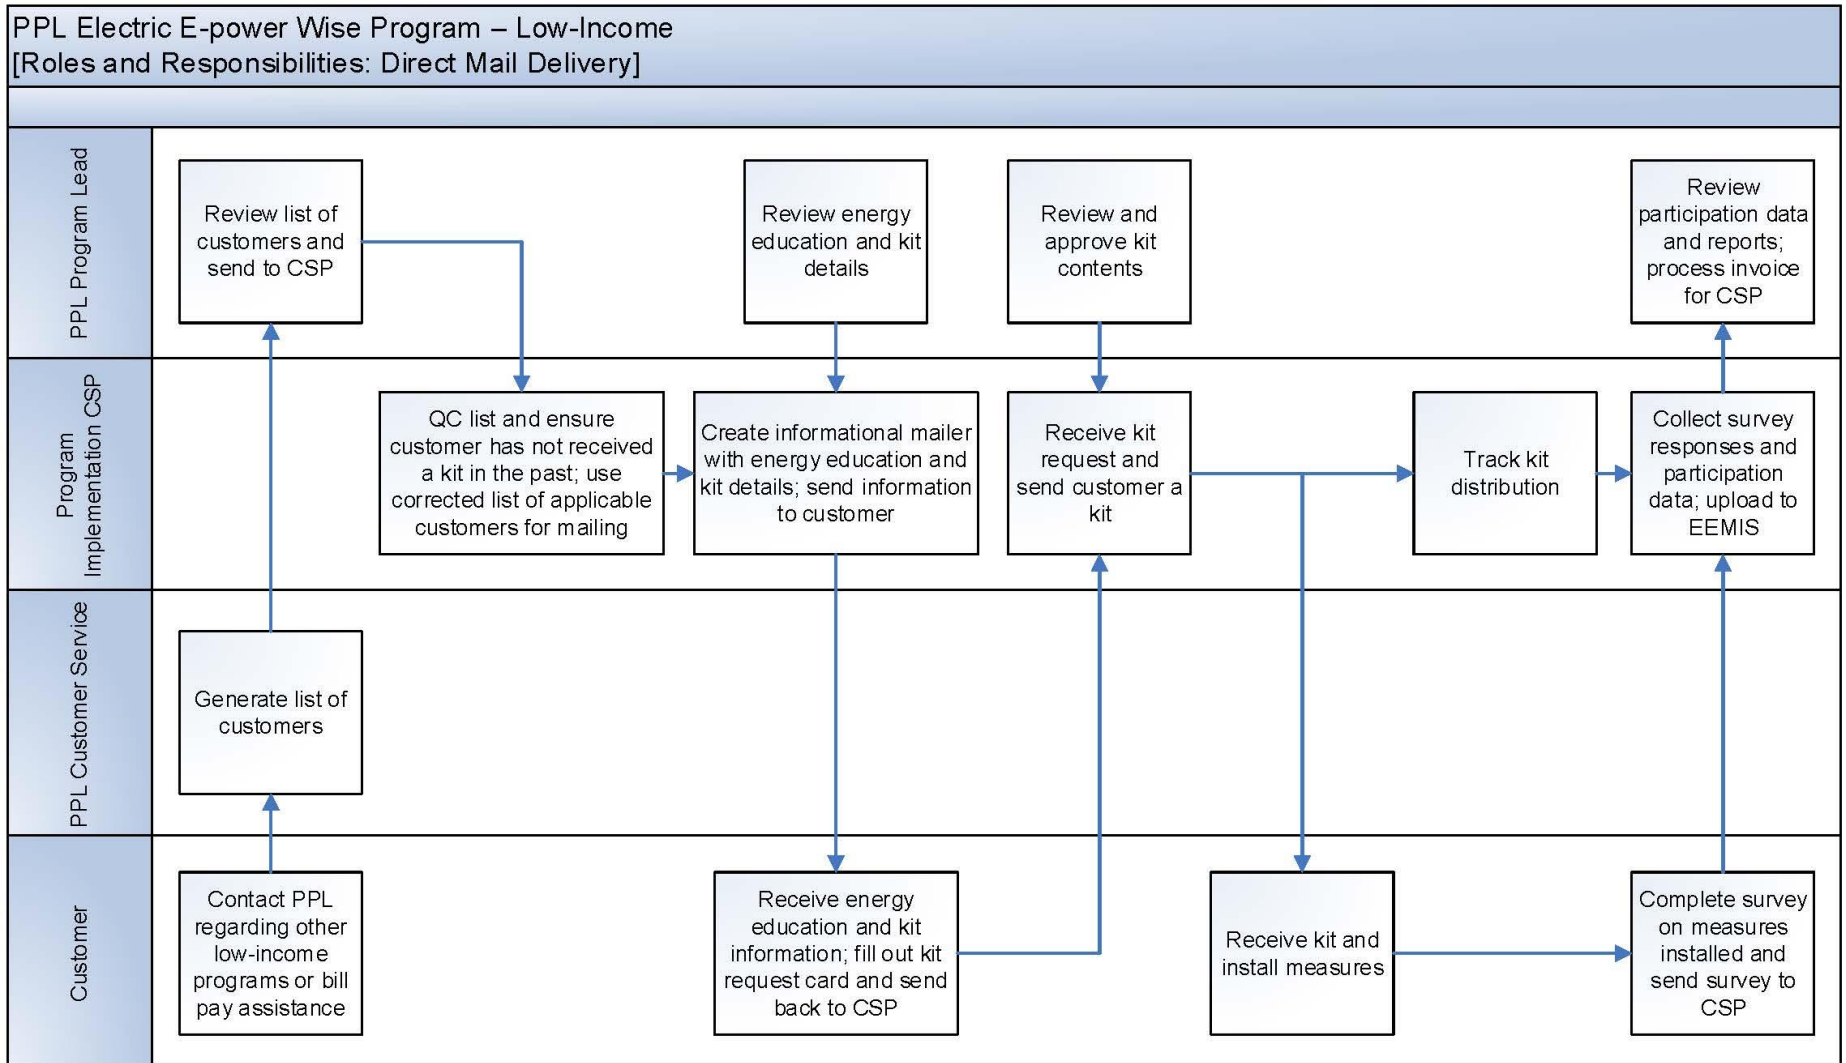 PPL Electric E-power Wise Program – Low-Income
[Roles and Responsibilities: Direct Mail Delivery]
PPL Program Lead
Review list of
customers and
send to CSP
Review energy
education and kit
details
Review and
approve kit
contents
Review
participation data
and reports;
process invoice
for CSP
Program
Implementation CSP
QC list and ensure
customer has not received
a kit in the past; use
corrected list of applicable
customers for mailing
Create informational mailer
with energy education and
kit details; send information
to customer
Receive kit
request and
send customer a
kit
Track kit
distribution
Collect survey
responses and
participation
data; upload to
EEMIS
PPL Customer Service
Generate list of
customers
Customer
Contact PPL
regarding other
low-income
programs or bill
pay assistance
Receive energy
education and kit
information; fill out kit
request card and send
back to CSP
Receive kit and
install measures
Complete survey
on measures
installed and
send survey to
CSP